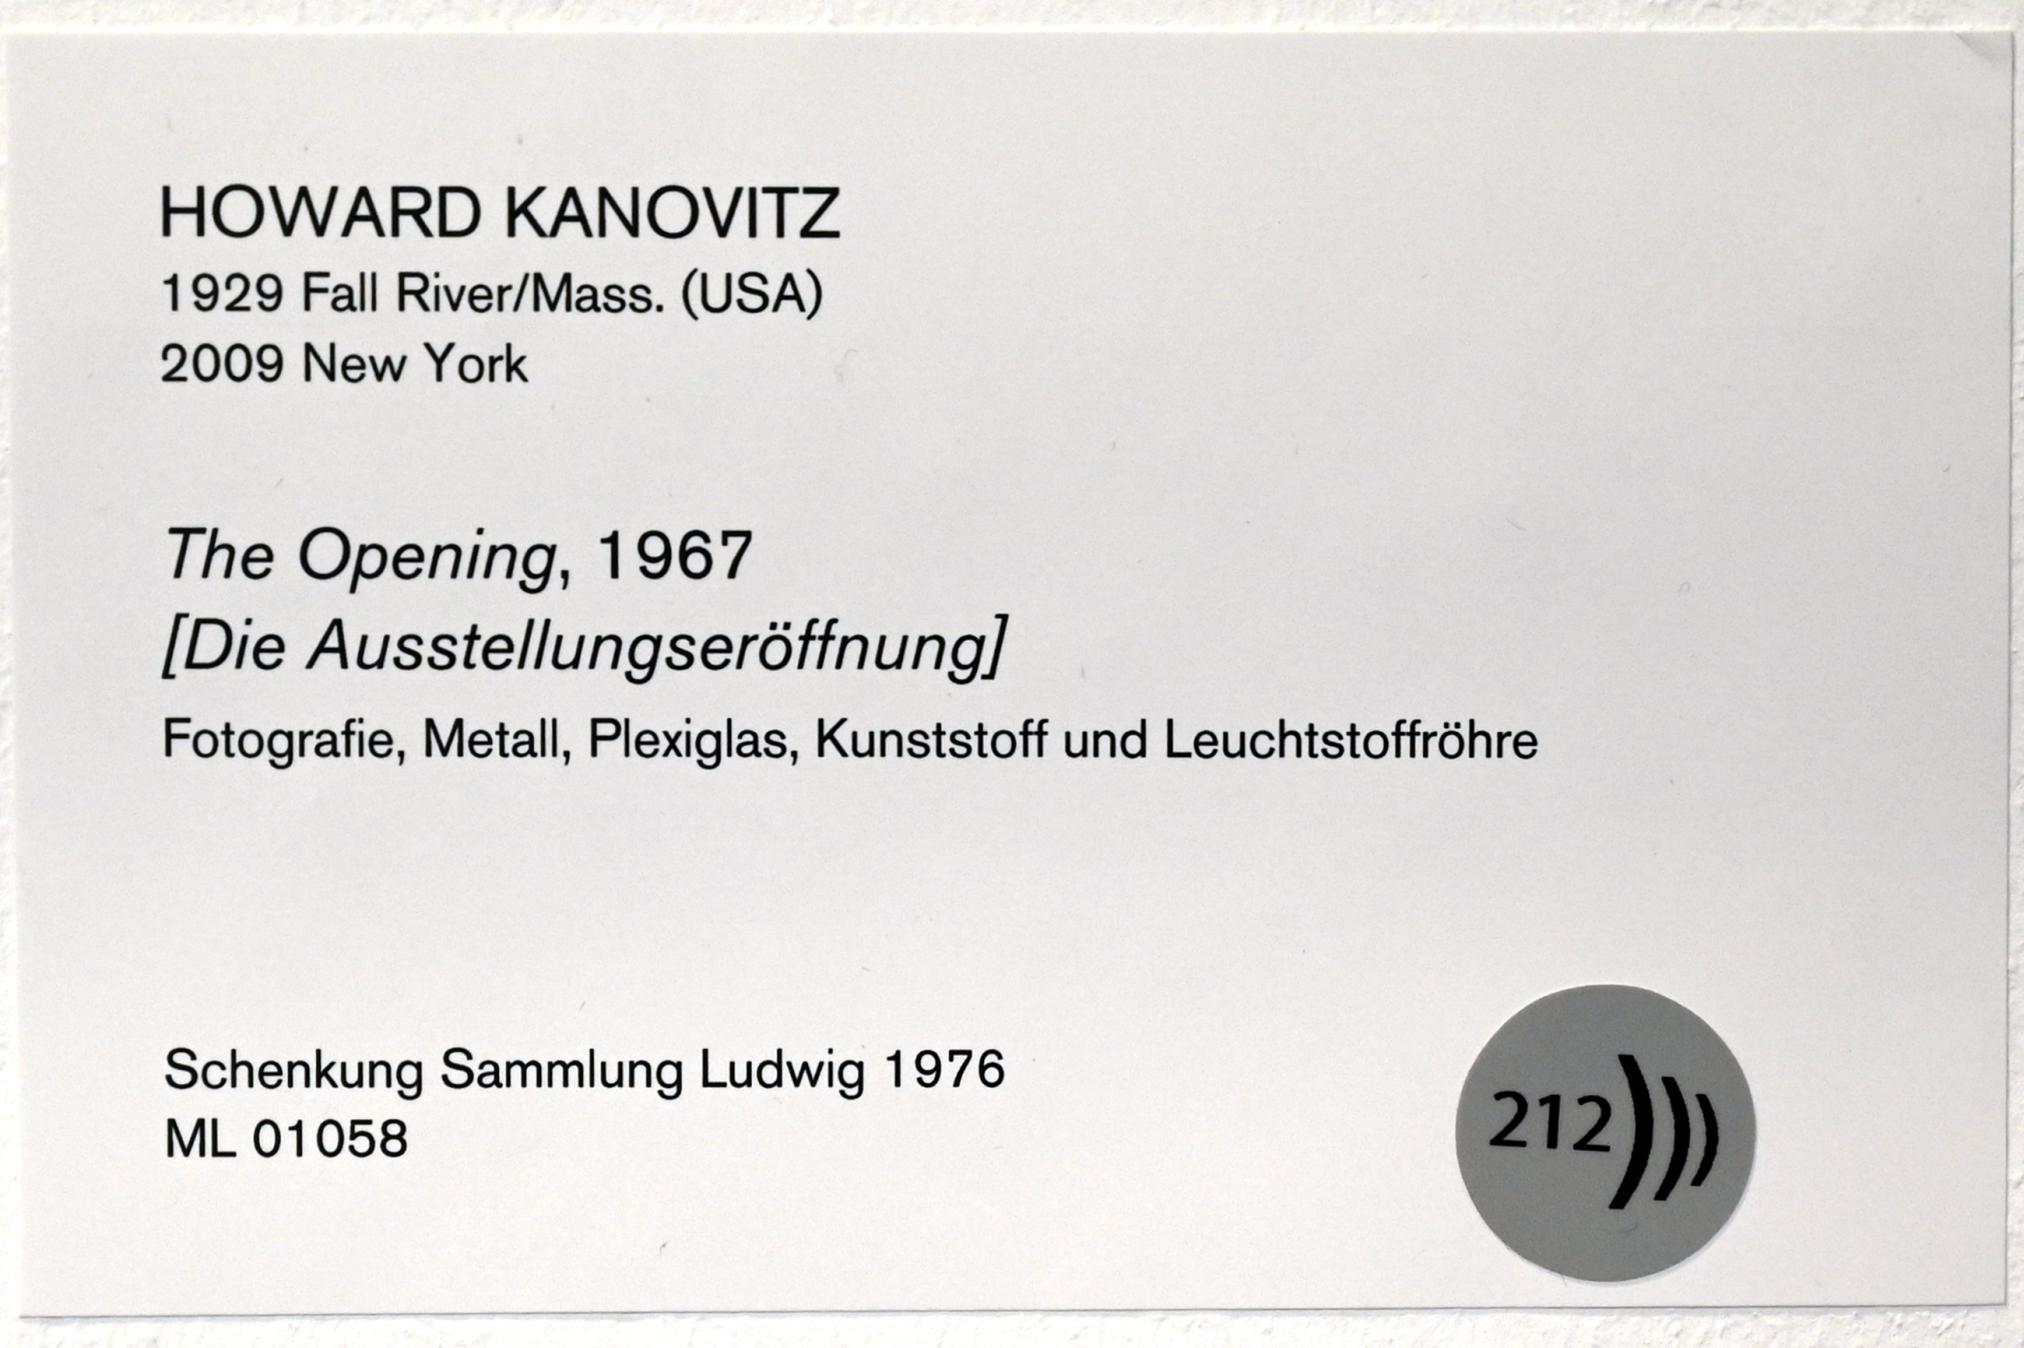 HOWARD KANOVITZ
1929 Fall River/Mass. (USA)
2009 New York
The Opening, 1967
[Die Ausstellungseröffnung]
Fotografie, Metall, Plexiglas, Kunststoff und Leuchtstoffröhre
Schenkung Sammlung Ludwig 1976
ML 01058
212